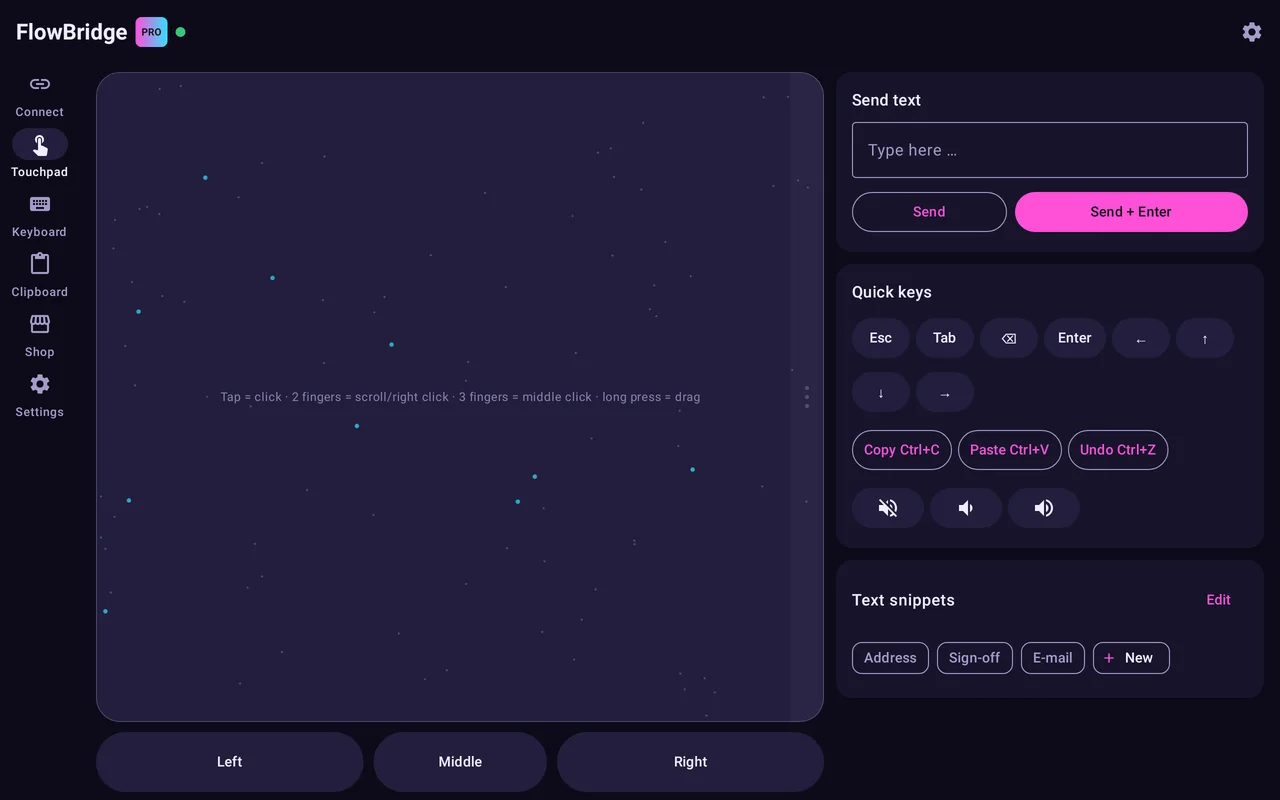 FlowBridge PRO
Connect
Touchpad
Keyboard
Clipboard
Shop
Settings
Tap = click · 2 fingers = scroll/right click · 3 fingers = middle click · long press = drag
Left Middle Right
Send text
Type here …
Send Send + Enter
Quick keys
Esc Tab ⌫ Enter ← ↑
↓ →
Copy Ctrl+C Paste Ctrl+V Undo Ctrl+Z
Text snippets Edit
Address Sign-off E-mail + New